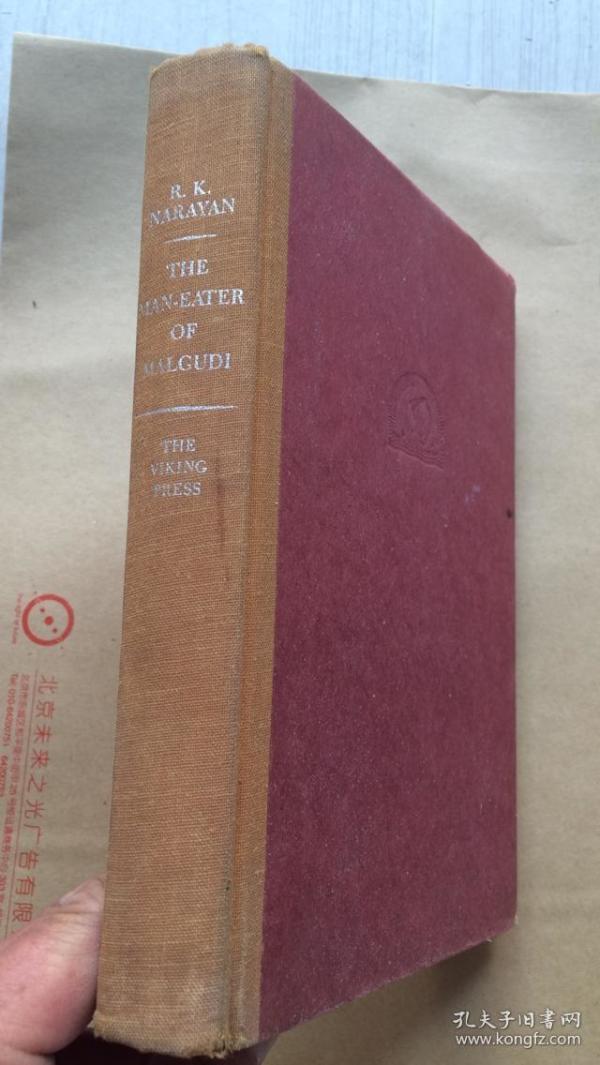 R. K.
NARAYAN
THE
MAN-EATER
OF
MALGUDI
THE
VIKING
PRESS
北京未来之光广告有限
孔夫子旧書网
www.kongfz.com